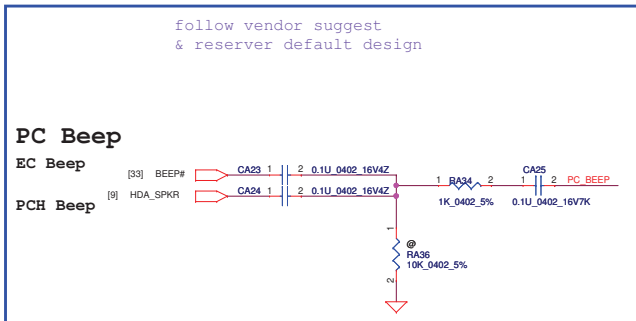 follow vendor suggest
& reserver default design
PC Beep
EC Beep
[33] BEEP# CA23 1 2 0.1U_0402_16V4Z
[9] HDA_SPKR CA24 1 2 0.1U_0402_16V4Z
PCH Beep
1 RA34 2
1K_0402_5%
CA25
1 2 PC_BEEP
0.1U_0402_16V7K
1
@
RA36
10K_0402_5%
2